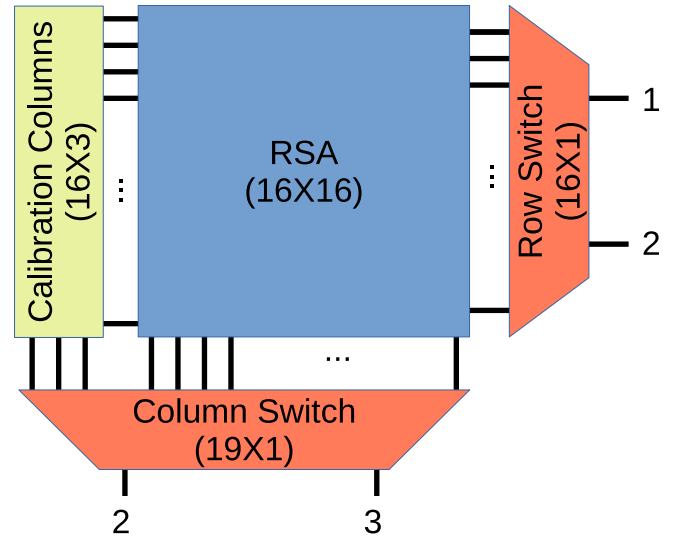 Calibration Columns
(16X3)
...
RSA
(16X16)
...
Row Switch
(16X1)
1
2
...
Column Switch
(19X1)
2
3